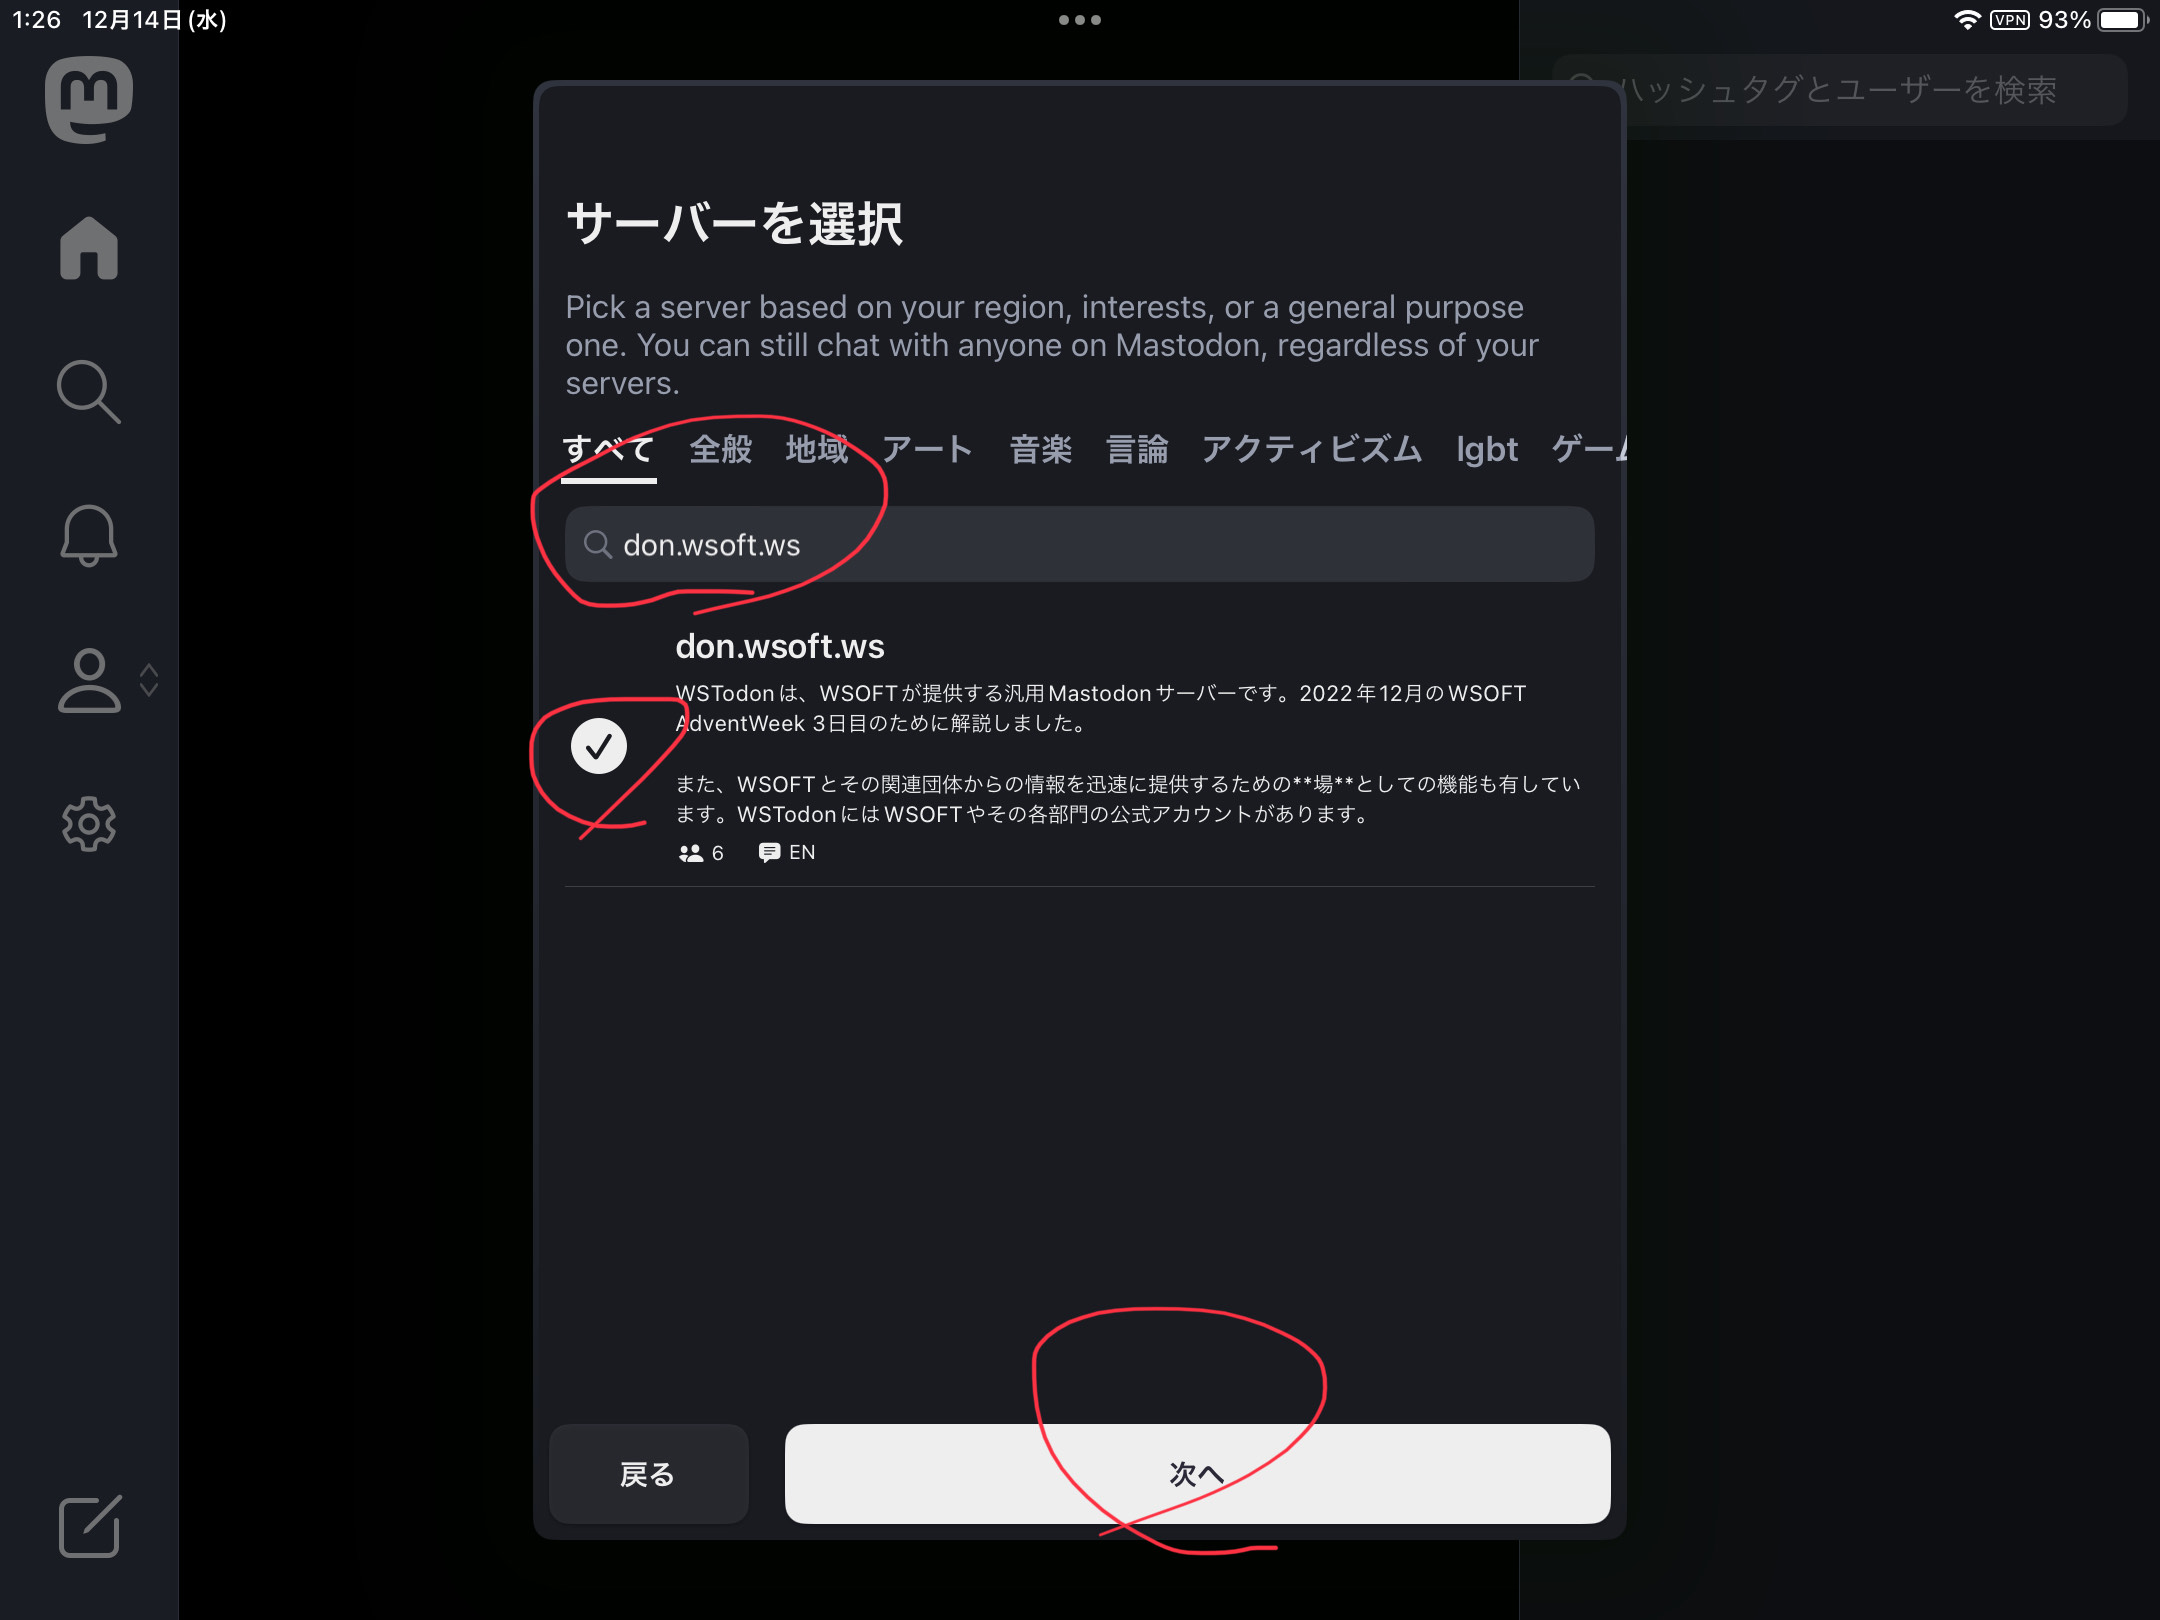 1:26 12月14日(水)
VPN 93%
ハッシュタグとユーザーを検索
サーバーを選択
Pick a server based on your region, interests, or a general purpose
one. You can still chat with anyone on Mastodon, regardless of your
servers.
すべて 全般 地域 アート 音楽 言論 アクティビズム lgbt ゲーム
don.wsoft.ws
don.wsoft.ws
WSTodonは、WSOFTが提供する汎用Mastodonサーバーです。2022年12月のWSOFT
AdventWeek 3日目のために解説しました。
また、WSOFTとその関連団体からの情報を迅速に提供するための**場**としての機能も有してい
ます。WSTodonにはWSOFTやその各部門の公式アカウントがあります。
6 EN
戻る 次へ